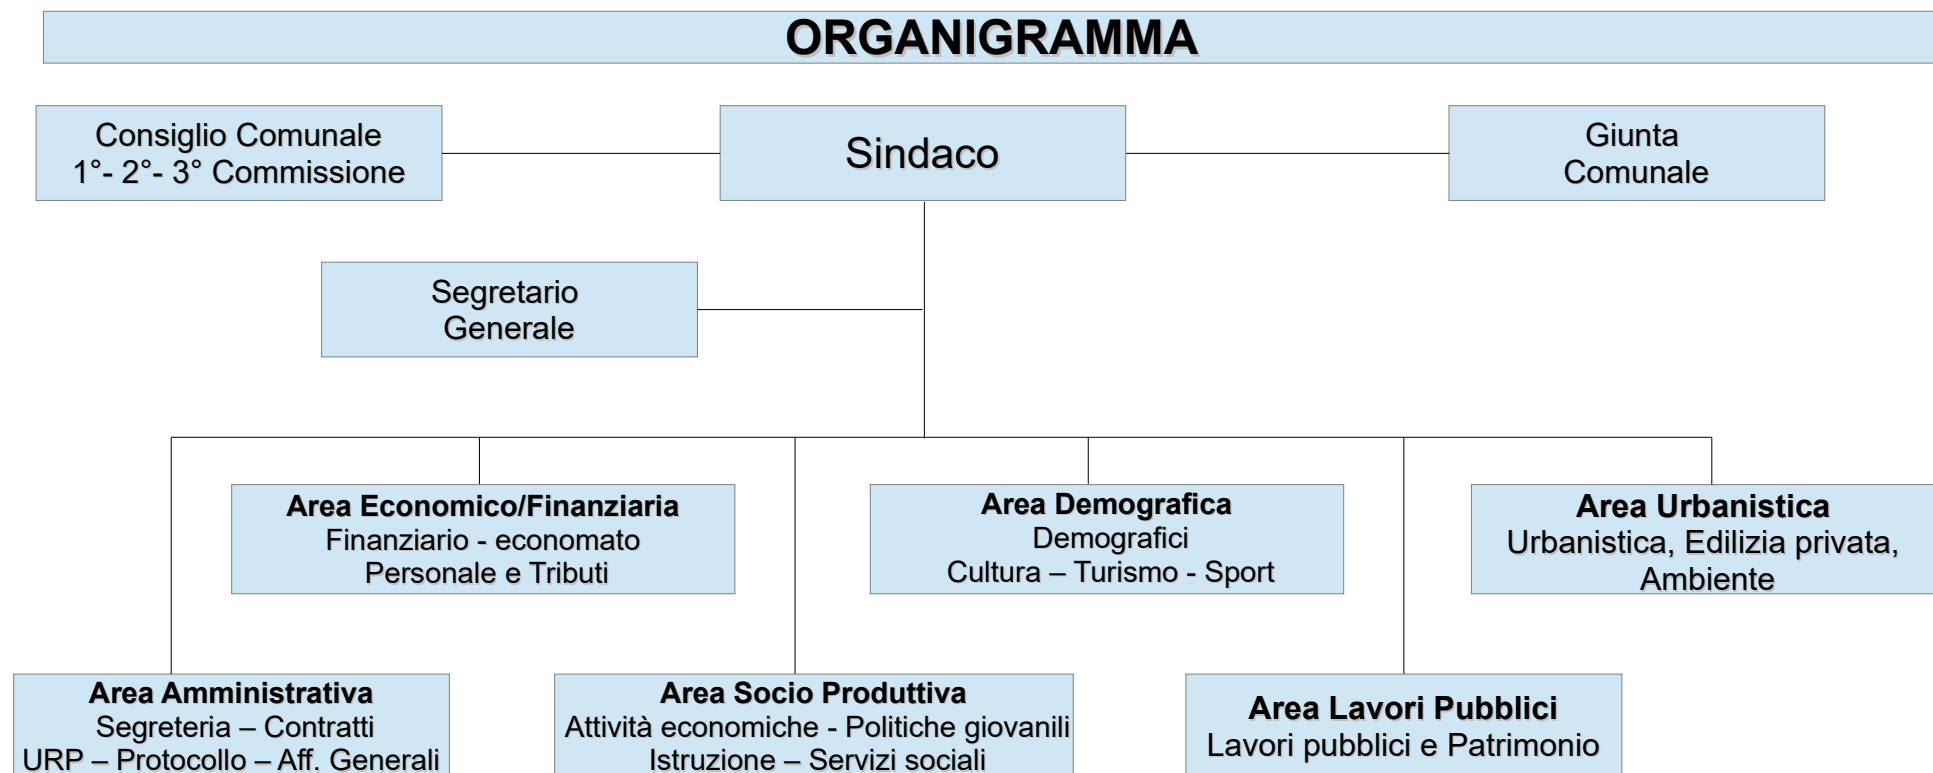 ORGANIGRAMMA
Consiglio Comunale
1°- 2°- 3° Commissione
Sindaco
Giunta
Comunale
Segretario
Generale
Area Economico/Finanziaria
Finanziario - economato
Personale e Tributi
Area Demografica
Demografici
Cultura – Turismo - Sport
Area Urbanistica
Urbanistica, Edilizia privata,
Ambiente
Area Amministrativa
Segreteria – Contratti
URP – Protocollo – Aff. Generali
Area Socio Produttiva
Attività economiche - Politiche giovanili
Istruzione – Servizi sociali
Area Lavori Pubblici
Lavori pubblici e Patrimonio